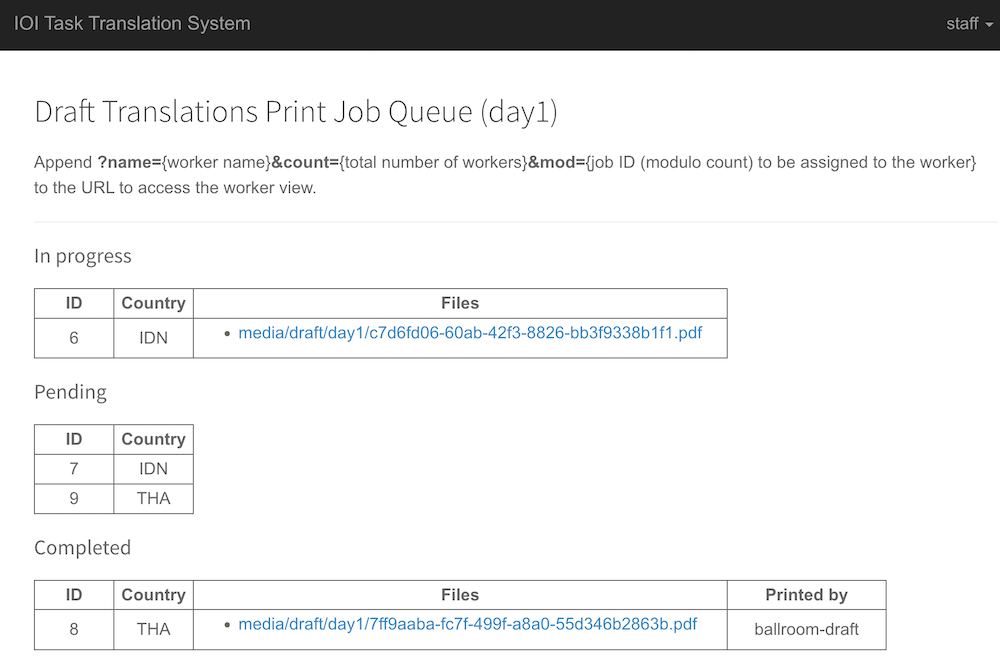 IOI Task Translation System staff
Draft Translations Print Job Queue (day1)
Append ?name={worker name}&count={total number of workers}&mod={job ID (modulo count) to be assigned to the worker}
to the URL to access the worker view.
In progress
ID Country Files
6 IDN • media/draft/day1/c7d6fd06-60ab-42f3-8826-bb3f9338b1f1.pdf
Pending
ID Country
7 IDN
9 THA
Completed
ID Country Files Printed by
8 THA • media/draft/day1/7ff9aaba-fc7f-499f-a8a0-55d346b2863b.pdf ballroom-draft